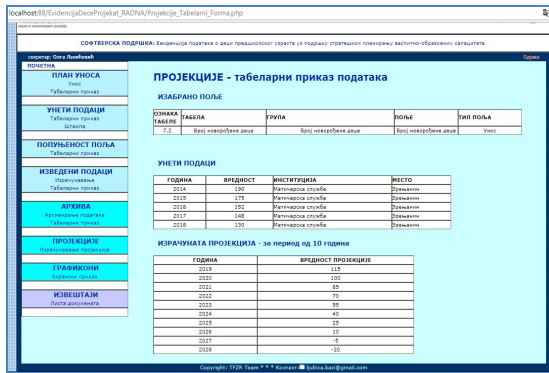 localhost:88/EvidencijaDeceProjekat_RADNA/Projekcije_Tabelarni_Forma.php
СОФТВЕРСКА ПОДРШКА: Евиденција података о деци предшколског узраста уз подршку стратешком планирању васпитно-образовних капацитета
секретар: Олга Лалићевић Одјави
ПОЧЕТНА
ПЛАН УНОСА
Унос
Табеларни приказ
УНЕТИ ПОДАЦИ
Табеларни приказ
Штампа
ПОПУЊЕНОСТ ПОЉА
Табеларни приказ
ИЗВЕДЕНИ ПОДАЦИ
Израчунавање
Табеларни приказ
АРХИВА
Архивирање података
Табеларни приказ
ПРОЈЕКЦИЈЕ
Израчунавање пројекција
ГРАФИКОНИ
Екрански приказ
ИЗВЕШТАЈИ
Листа докумената
ПРОЈЕКЦИЈЕ - табеларни приказ података
ИЗАБРАНО ПОЉЕ
ОЗНАКА ТАБЕЛЕ ТАБЕЛА ГРУПА ПОЉЕ ТИП ПОЉА
7.2 Број новорођене деце Број новорођене деце Број новорођене деце Унос
УНЕТИ ПОДАЦИ
ГОДИНА ВРЕДНОСТ ИНСТИТУЦИЈА МЕСТО
2014 190 Матичарска служба Зрењанин
2015 175 Матичарска служба Зрењанин
2016 152 Матичарска служба Зрењанин
2017 148 Матичарска служба Зрењанин
2018 130 Матичарска служба Зрењанин
ИЗРАЧУНАТА ПРОЈЕКЦИЈА - за период од 10 година
ГОДИНА ВРЕДНОСТ ПРОЈЕКЦИЈЕ
2019 115
2020 100
2021 85
2022 70
2023 55
2024 40
2025 25
2026 10
2027 -5
2028 -20
Copyright: TFZR Team * * * Контакт: ljubica.kazi@gmail.com